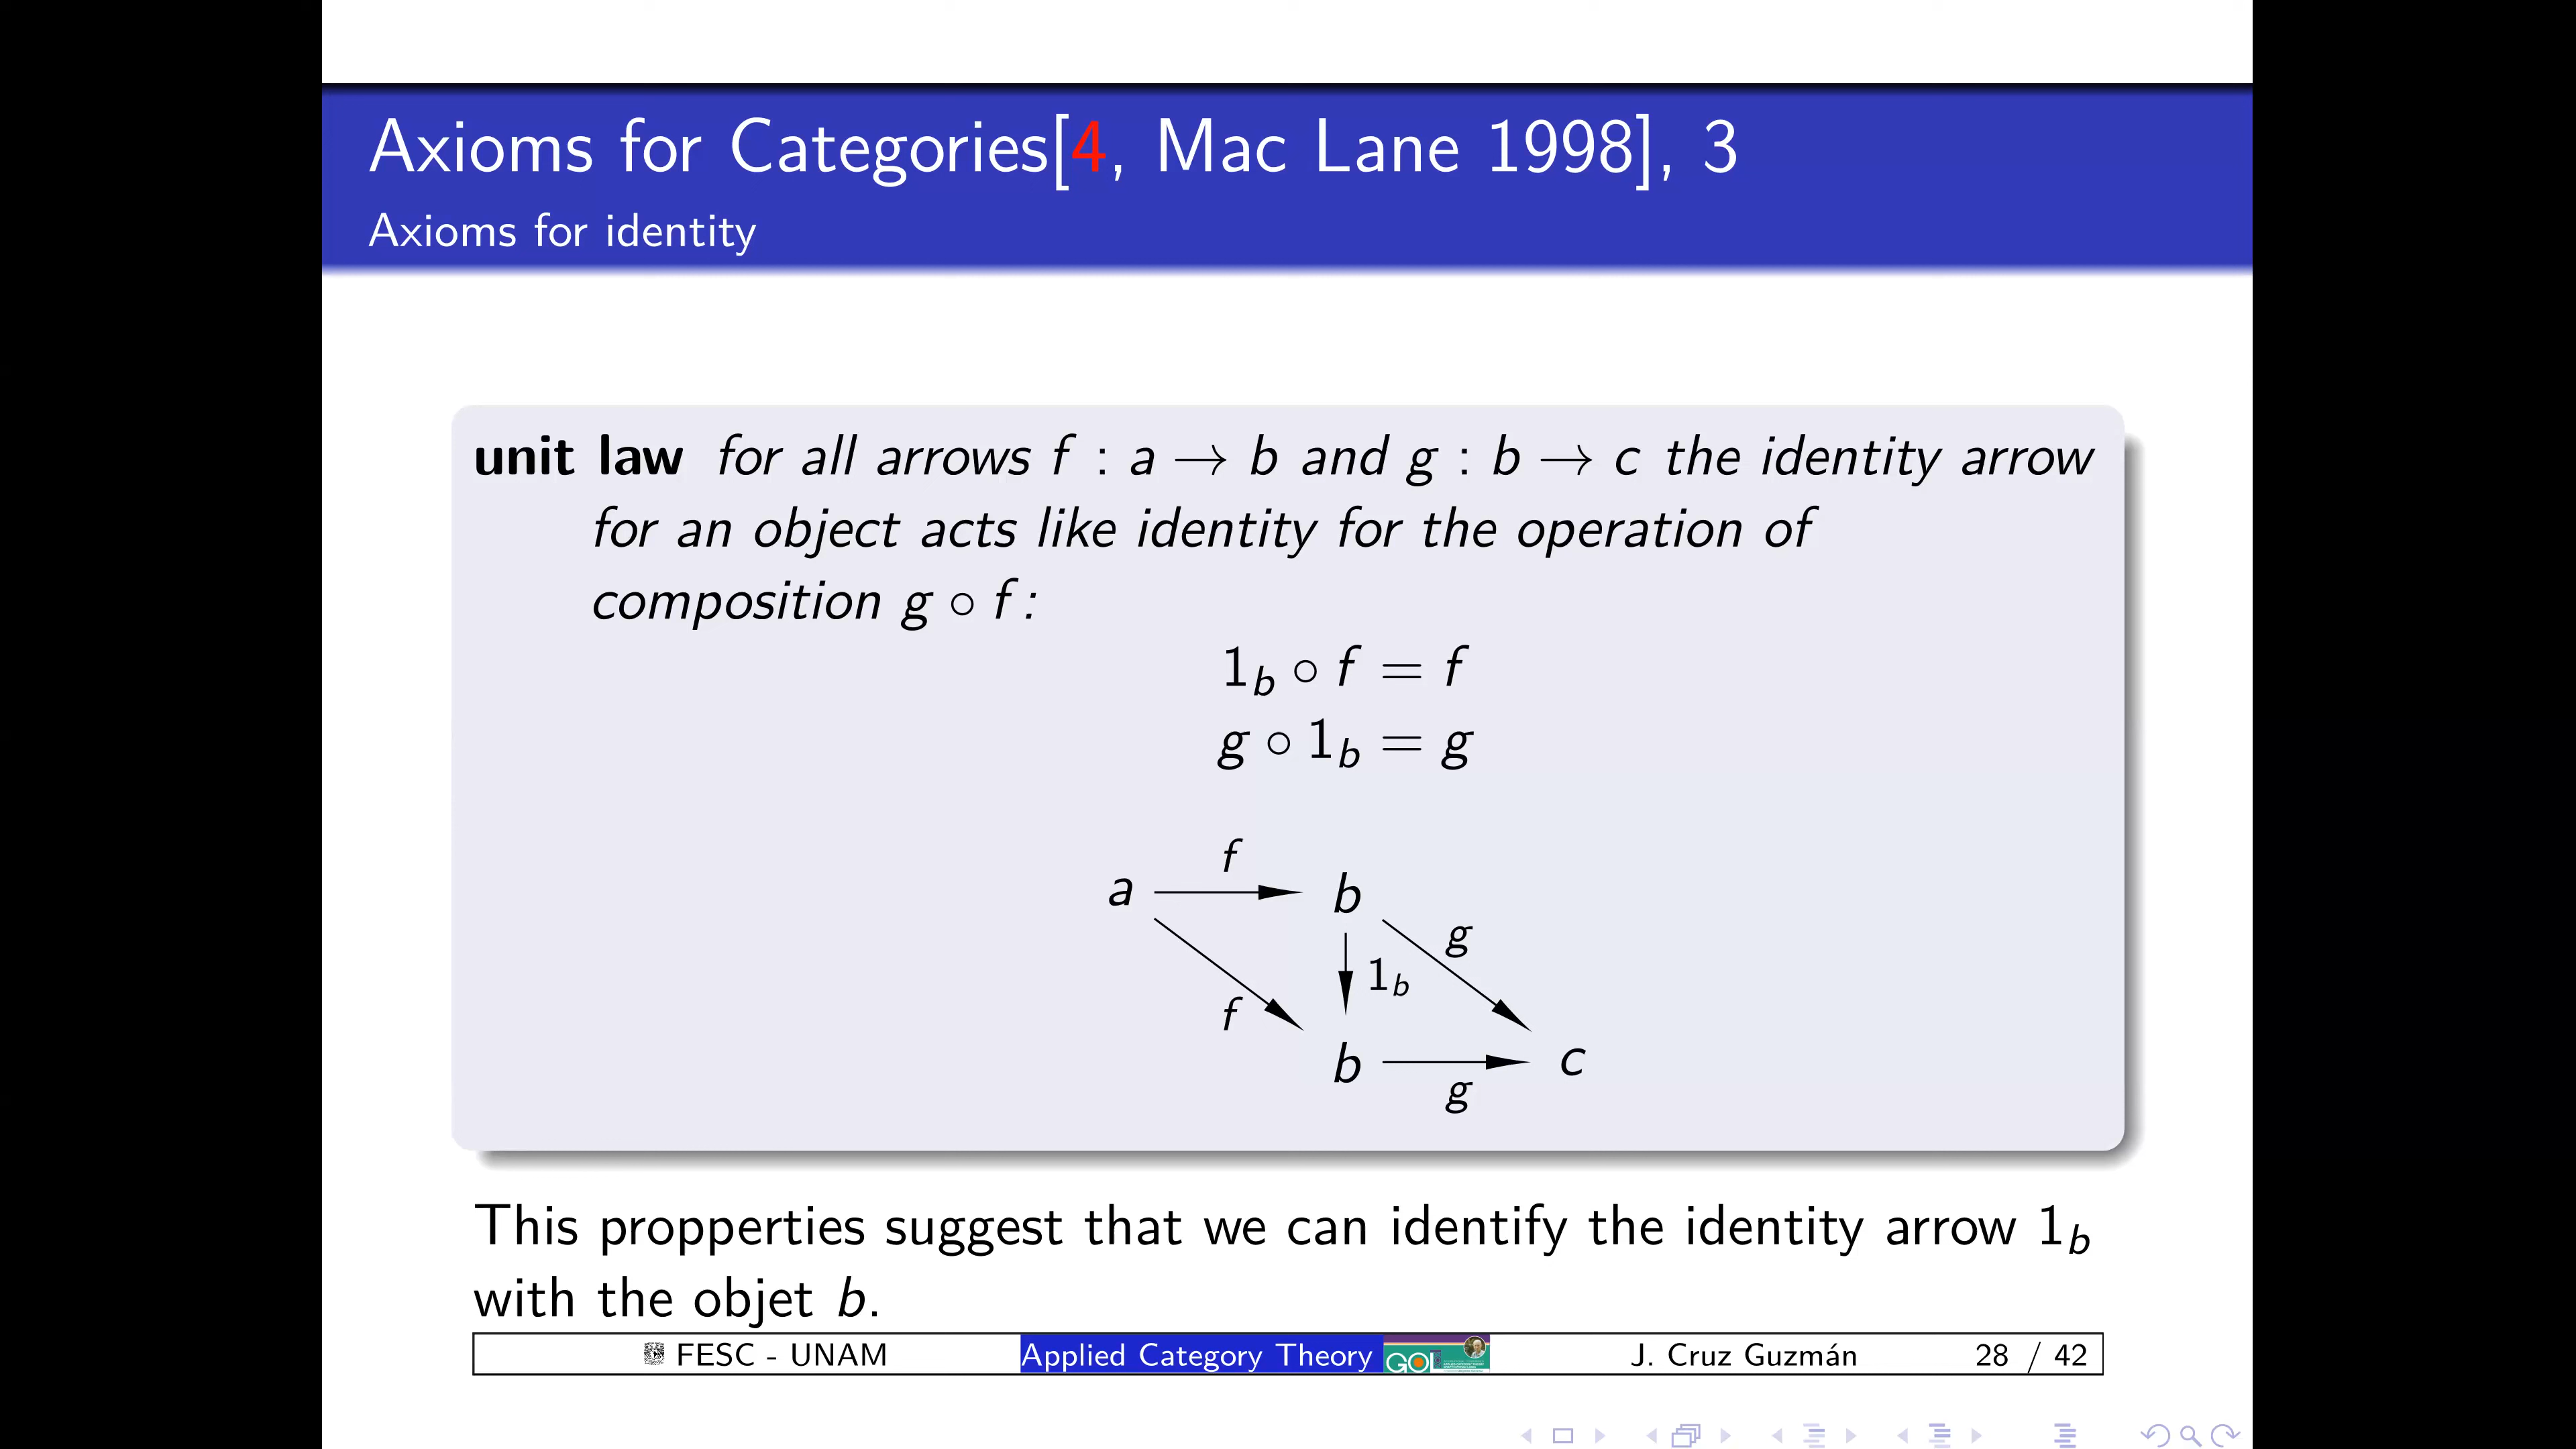 Axioms for Categories[4, Mac Lane 1998], 3
Axioms for identity
unit law for all arrows f : a → b and g : b → c the identity arrow
for an object acts like identity for the operation of
composition g ∘ f :
1_b ∘ f = f
g ∘ 1_b = g
f
a b
g
1_b
f
b c
g
This propperties suggest that we can identify the identity arrow 1_b
with the objet b.
FESC - UNAM Applied Category Theory GO J. Cruz Guzmán 28 / 42